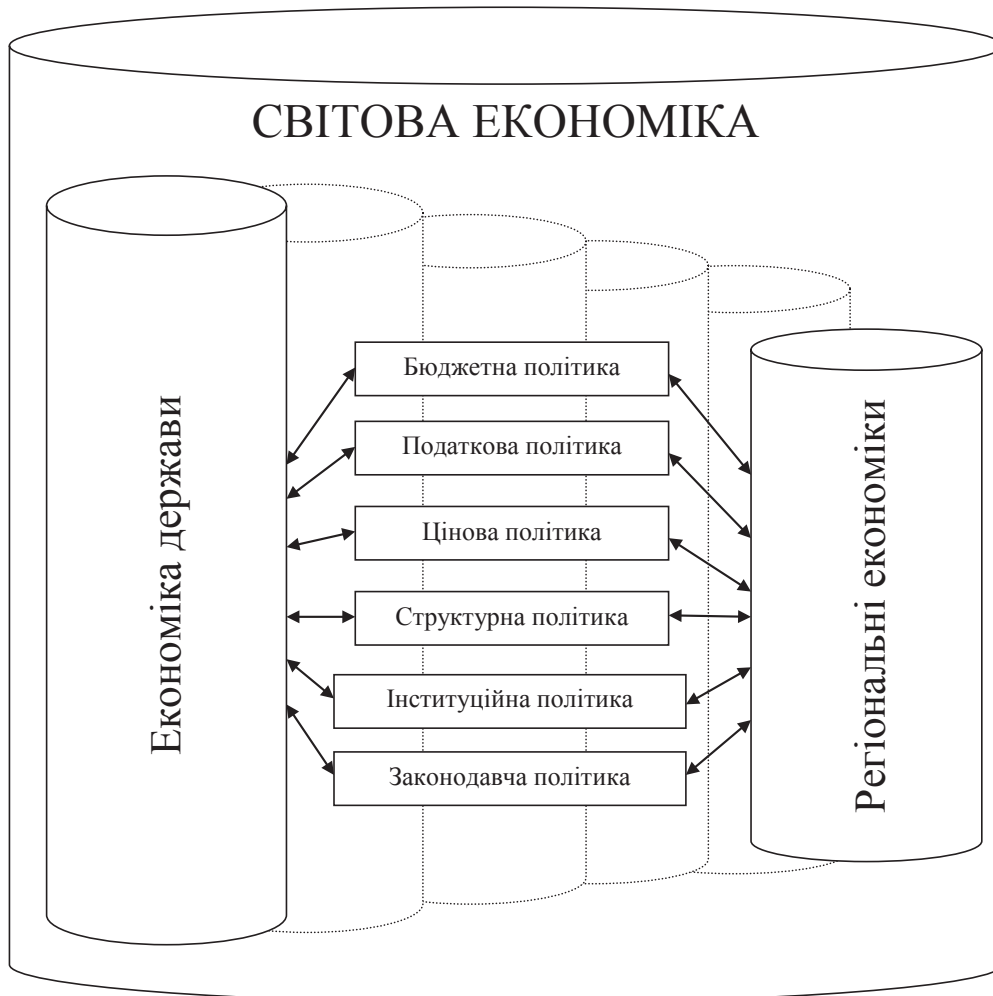 СВІТОВА ЕКОНОМІКА
Економіка держави
Бюджетна політика
Податкова політика
Цінова політика
Структурна політика
Інституційна політика
Законодавча політика
Регіональні економіки